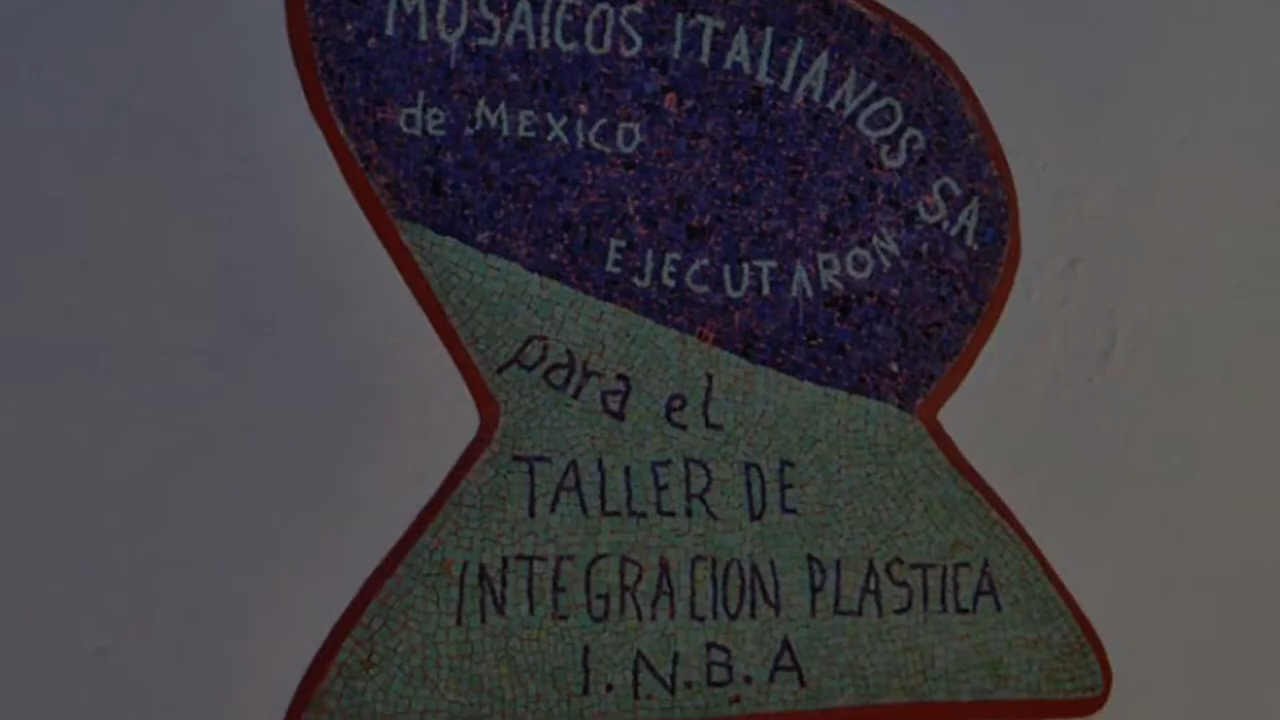 MOSAICOS ITALIANOS S.A.
de MEXICO
EJECUTARON
para el
TALLER DE
INTEGRACION PLASTICA
I.N.B.A